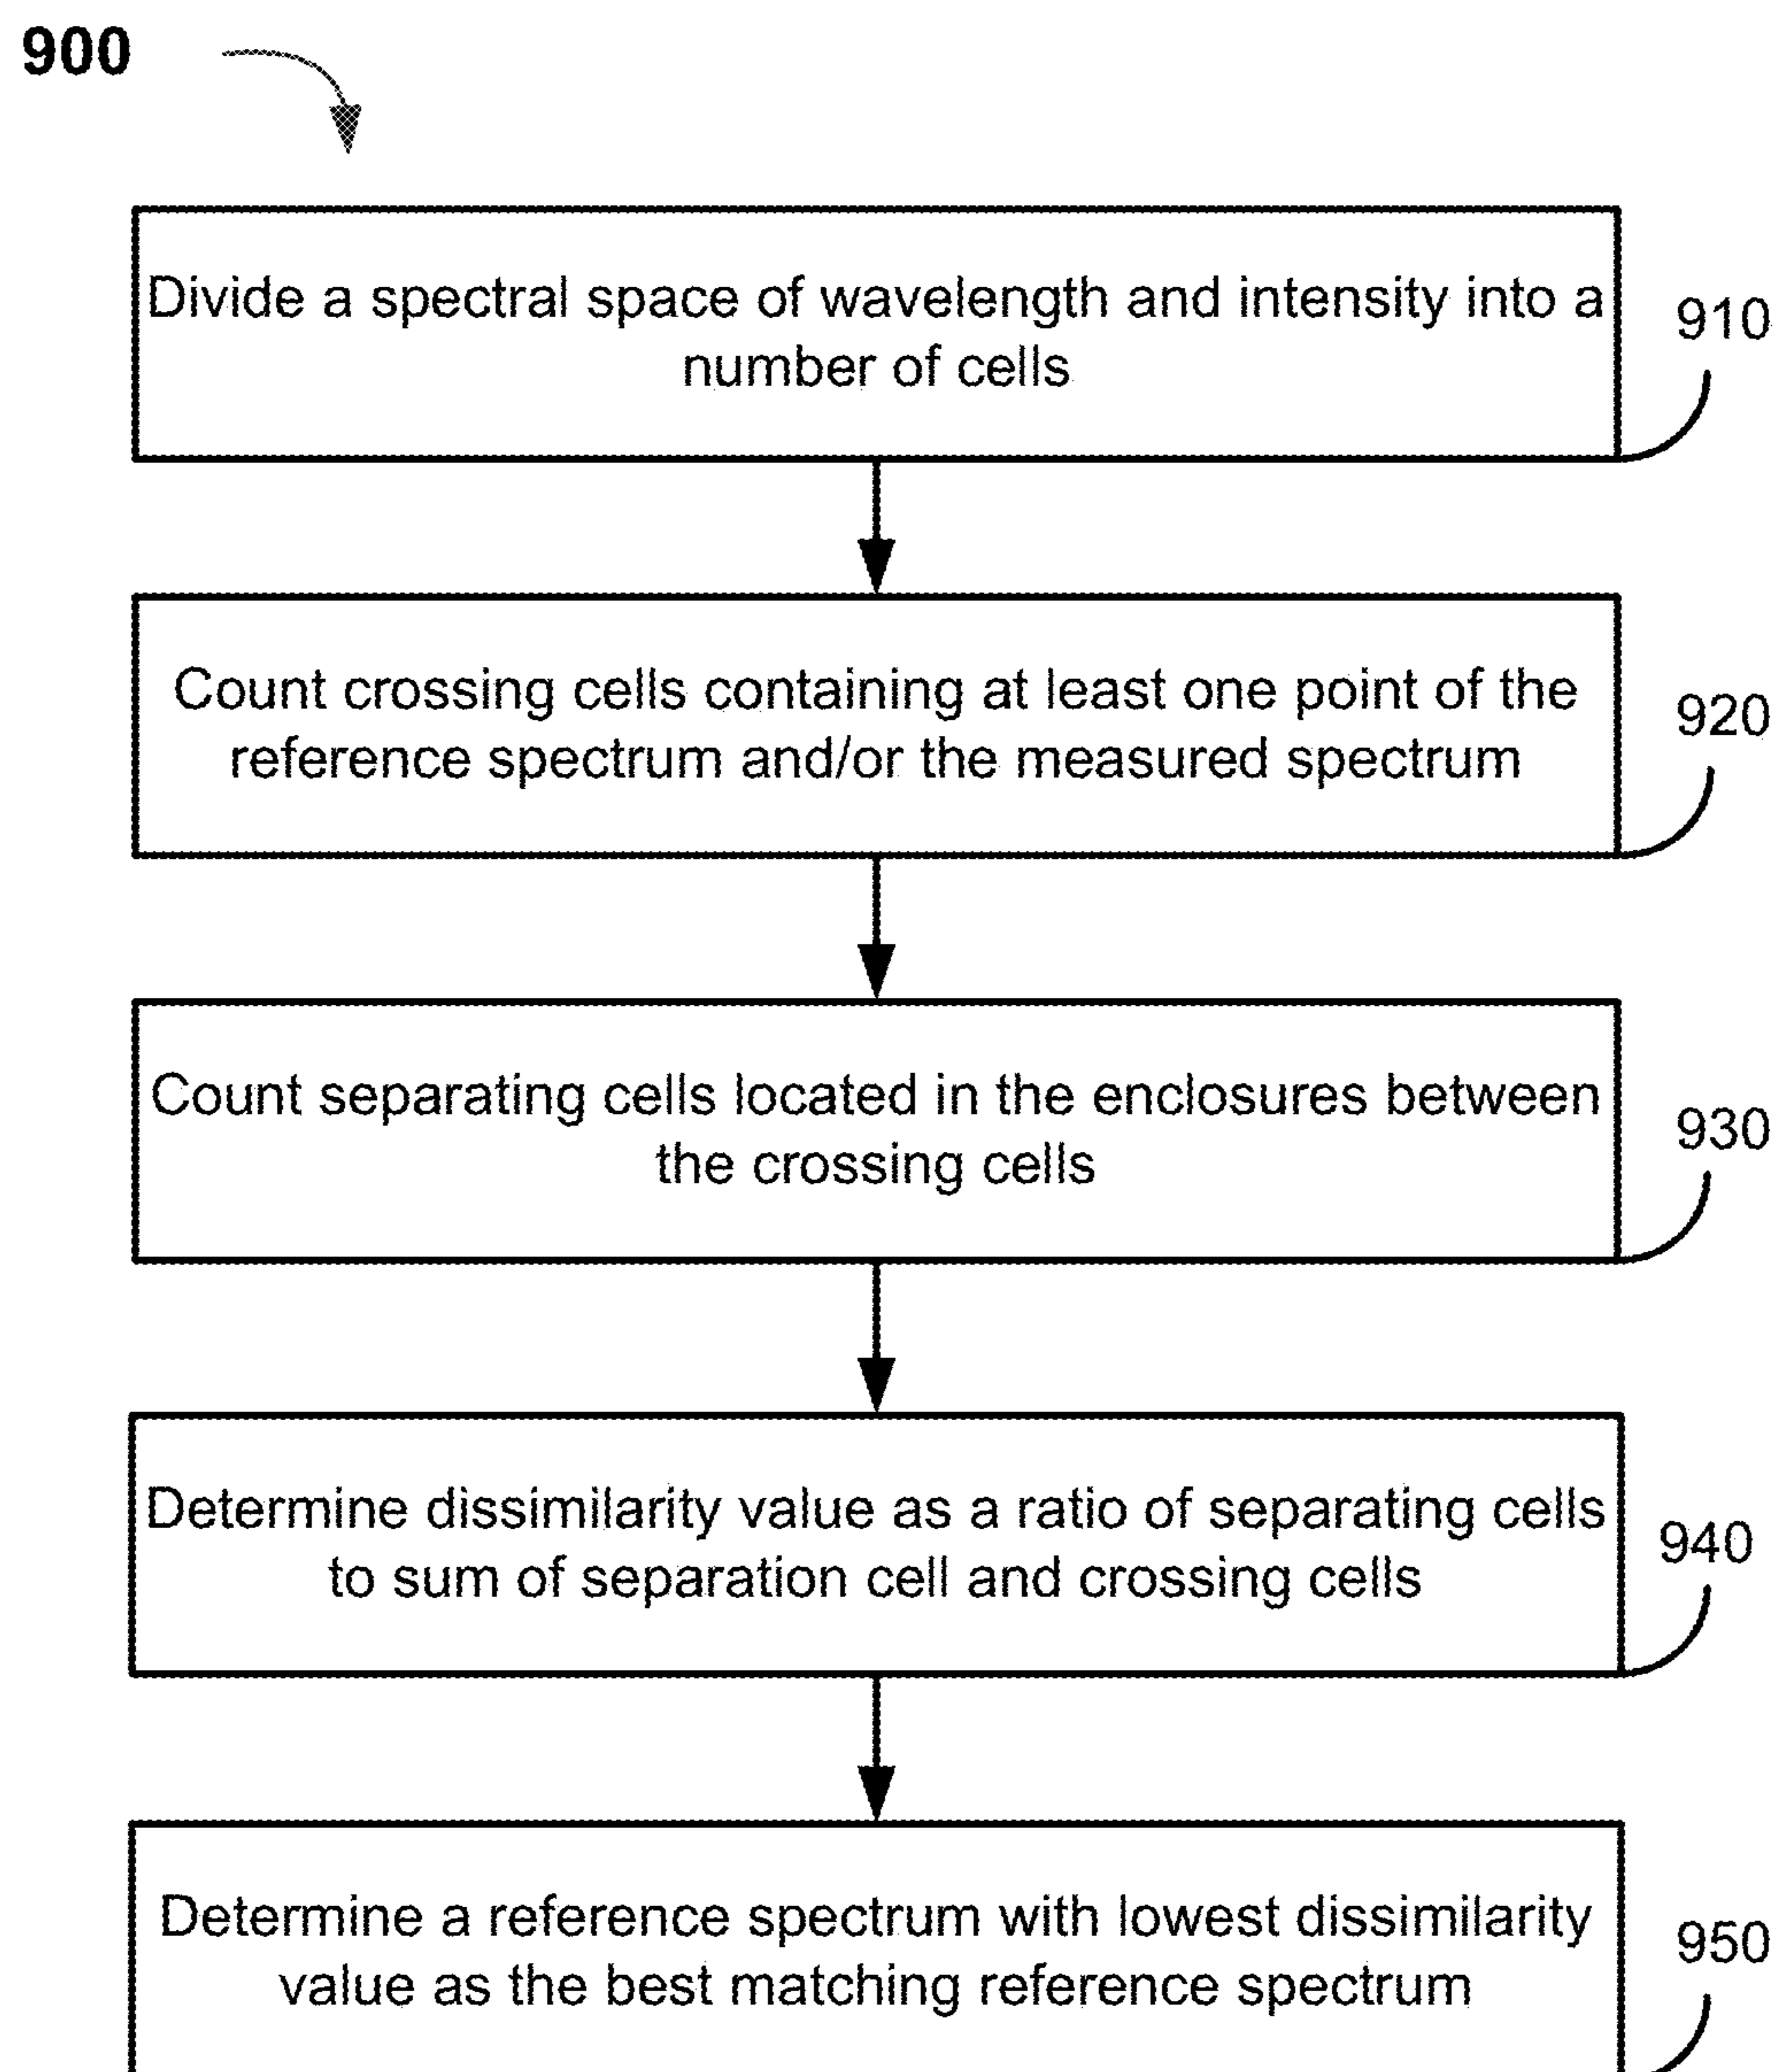 900
Divide a spectral space of wavelength and intensity into a
number of cells
910
Count crossing cells containing at least one point of the
reference spectrum and/or the measured spectrum
920
Count separating cells located in the enclosures between
the crossing cells
930
Determine dissimilarity value as a ratio of separating cells
to sum of separation cell and crossing cells
940
Determine a reference spectrum with lowest dissimilarity
value as the best matching reference spectrum
950